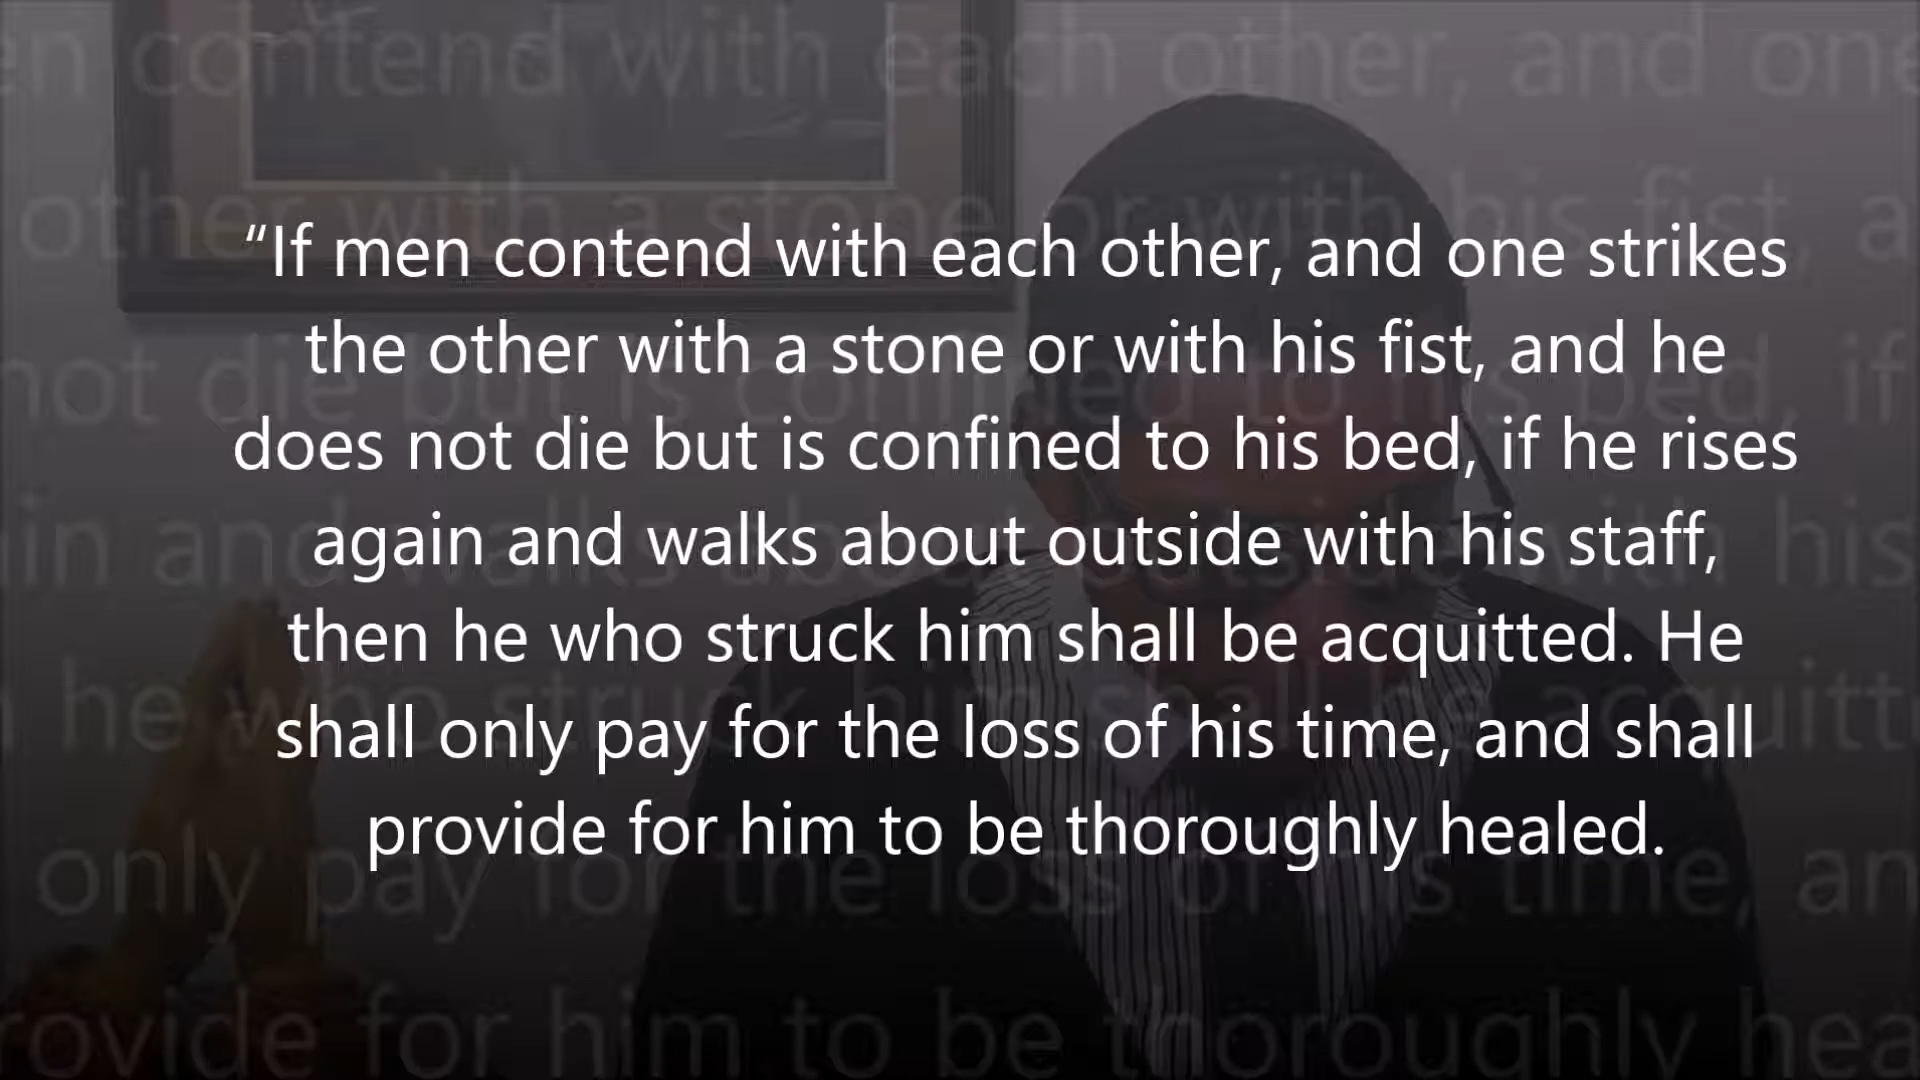 “If men contend with each other, and one strikes
the other with a stone or with his fist, and he
does not die but is confined to his bed, if he rises
again and walks about outside with his staff,
then he who struck him shall be acquitted. He
shall only pay for the loss of his time, and shall
provide for him to be thoroughly healed.